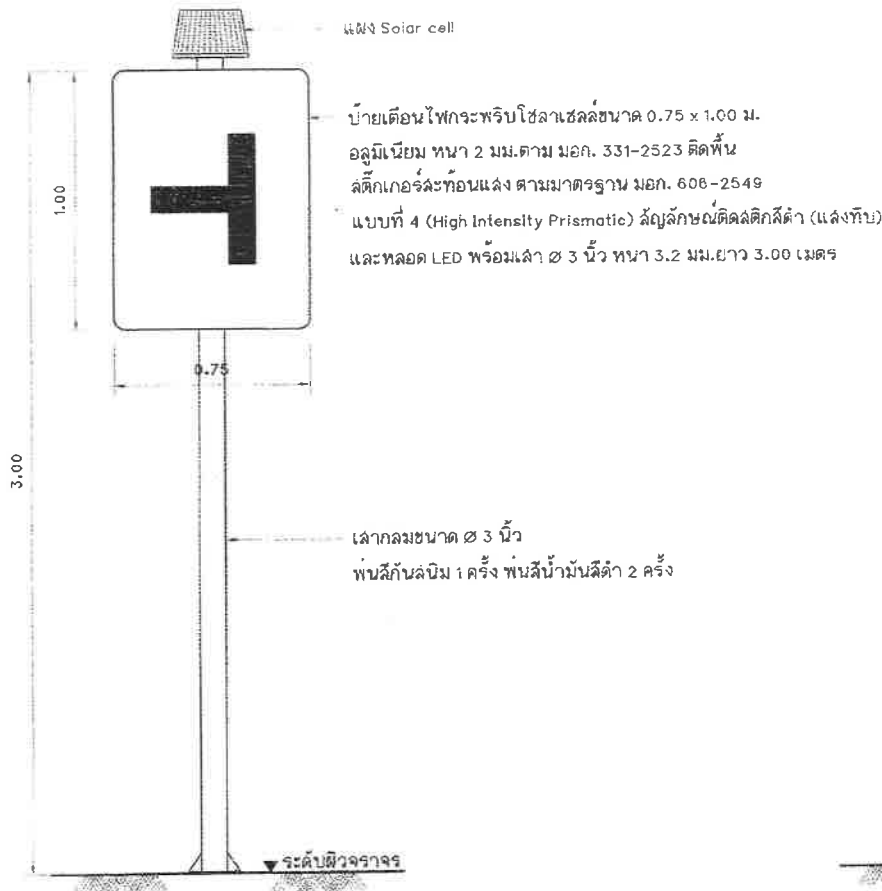 แผง Solar cell
ป้ายเตือนไฟกระพริบโซลาเซลล์ขนาด 0.75 x 1.00 ม.
อลูมิเนียม หนา 2 มม.ตาม มอก. 331-2523 ติดพื้น
สติ๊กเกอร์สะท้อนแสง ตามมาตรฐาน มอก. 606-2549
แบบที่ 4 (High Intensity Prismatic) สัญลักษณ์ติดสติกสีดำ (แสงทึบ)
และหลอด LED พร้อมเสา Ø 3 นิ้ว หนา 3.2 มม.ยาว 3.00 เมตร
1.00
0.75
3.00
เสากลมขนาด Ø 3 นิ้ว
พ่นสีกันสนิม 1 ครั้ง พ่นสีน้ำมันสีดำ 2 ครั้ง
ระดับผิวจราจร